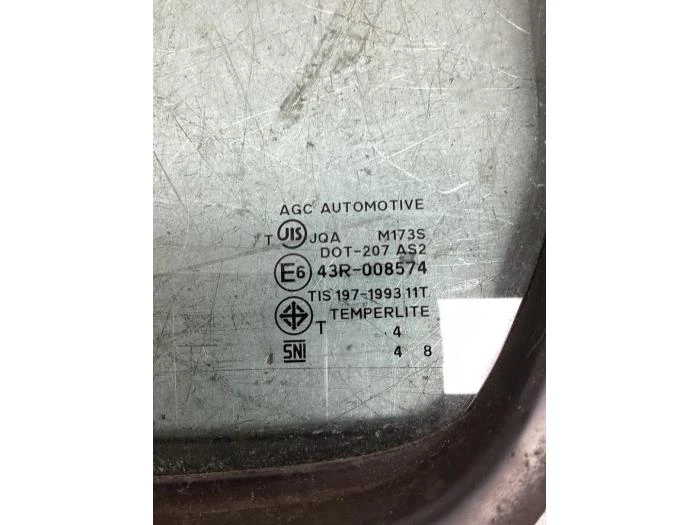 AGC AUTOMOTIVE
T JIS JQA M173S
DOT-207 AS2
E6 43R-008574
TIS 197-1993 11T
T TEMPERLITE
4
SNI 4 8